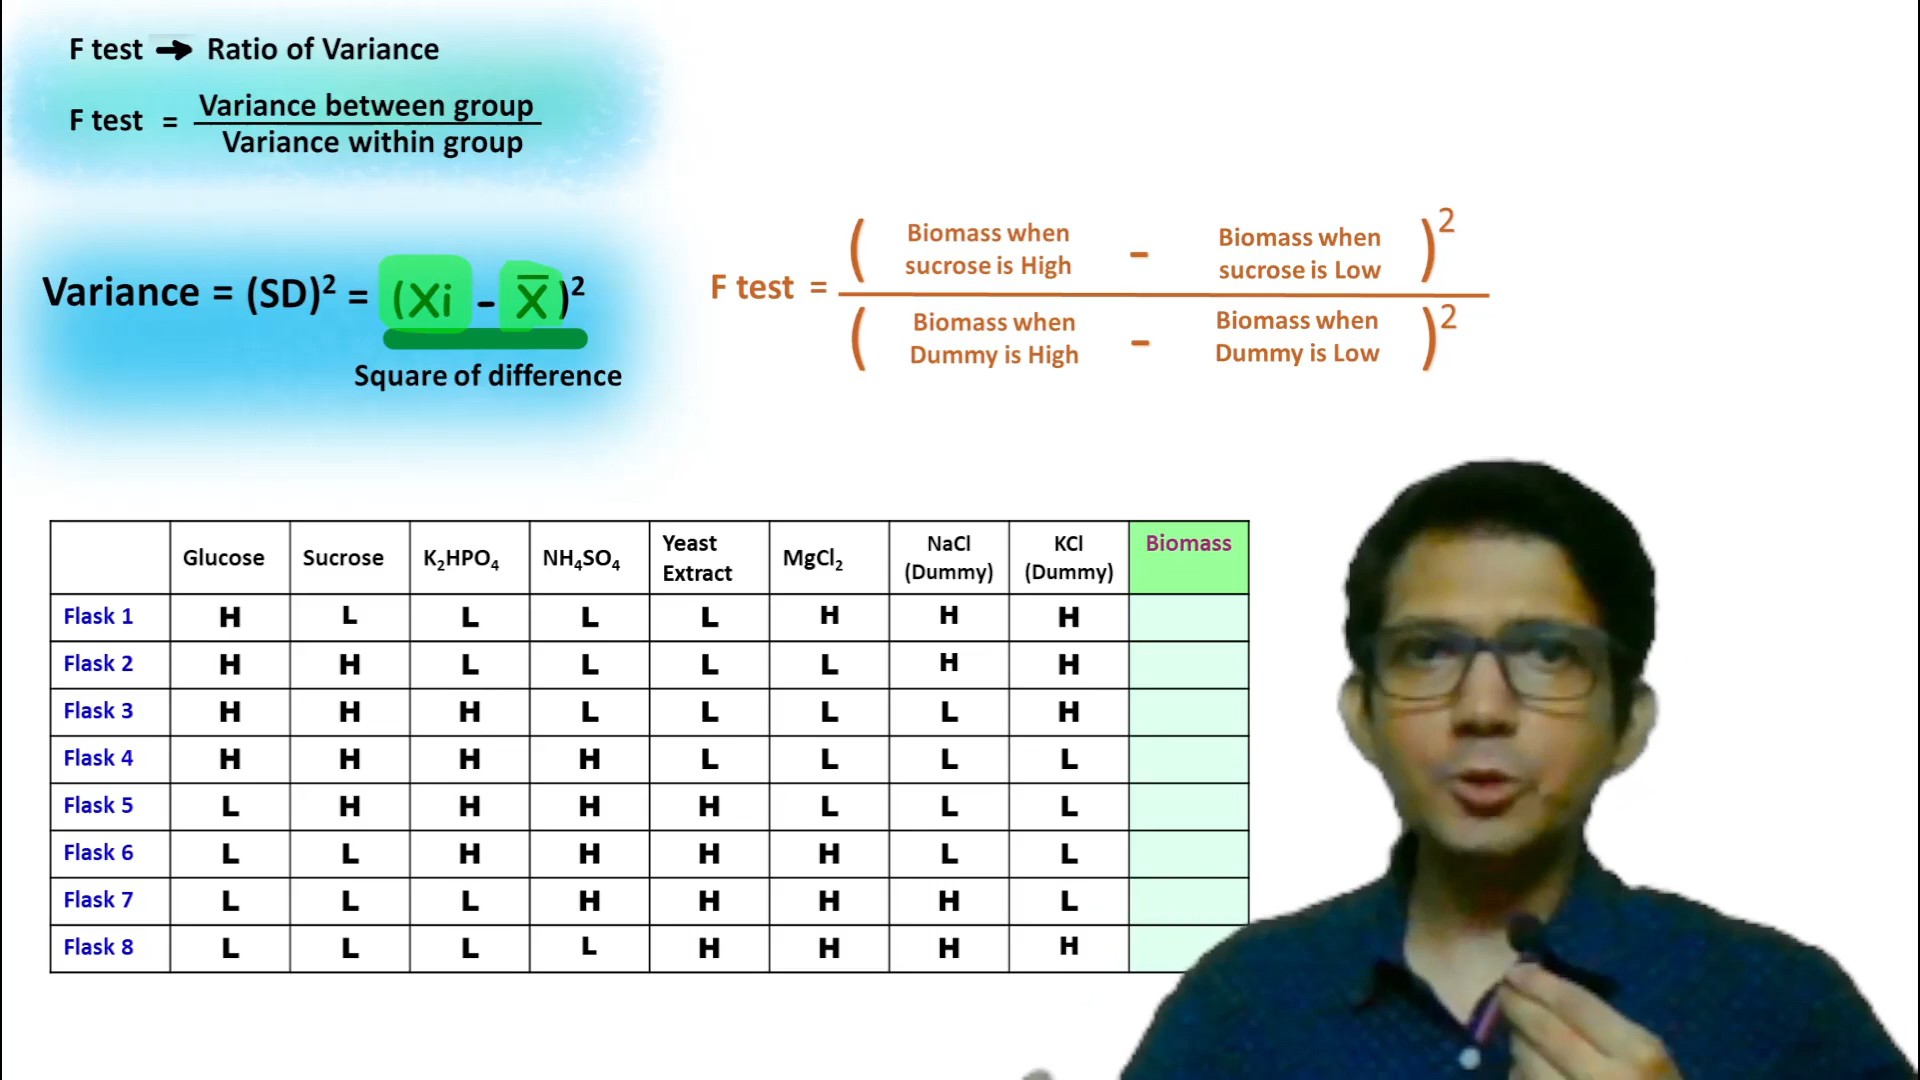 F test → Ratio of Variance
F test = Variance between group
Variance within group
Variance = (SD)² = (Xi - X̅)²
Square of difference
F test = ( Biomass when sucrose is High - Biomass when sucrose is Low )²
( Biomass when Dummy is High - Biomass when Dummy is Low )²
Glucose Sucrose K₂HPO₄ NH₄SO₄ Yeast Extract MgCl₂ NaCl (Dummy) KCl (Dummy) Biomass
Flask 1 H L L L L H H H
Flask 2 H H L L L L H H
Flask 3 H H H L L L L H
Flask 4 H H H H L L L L
Flask 5 L H H H H L L L
Flask 6 L L H H H H L L
Flask 7 L L L H H H H L
Flask 8 L L L L H H H H